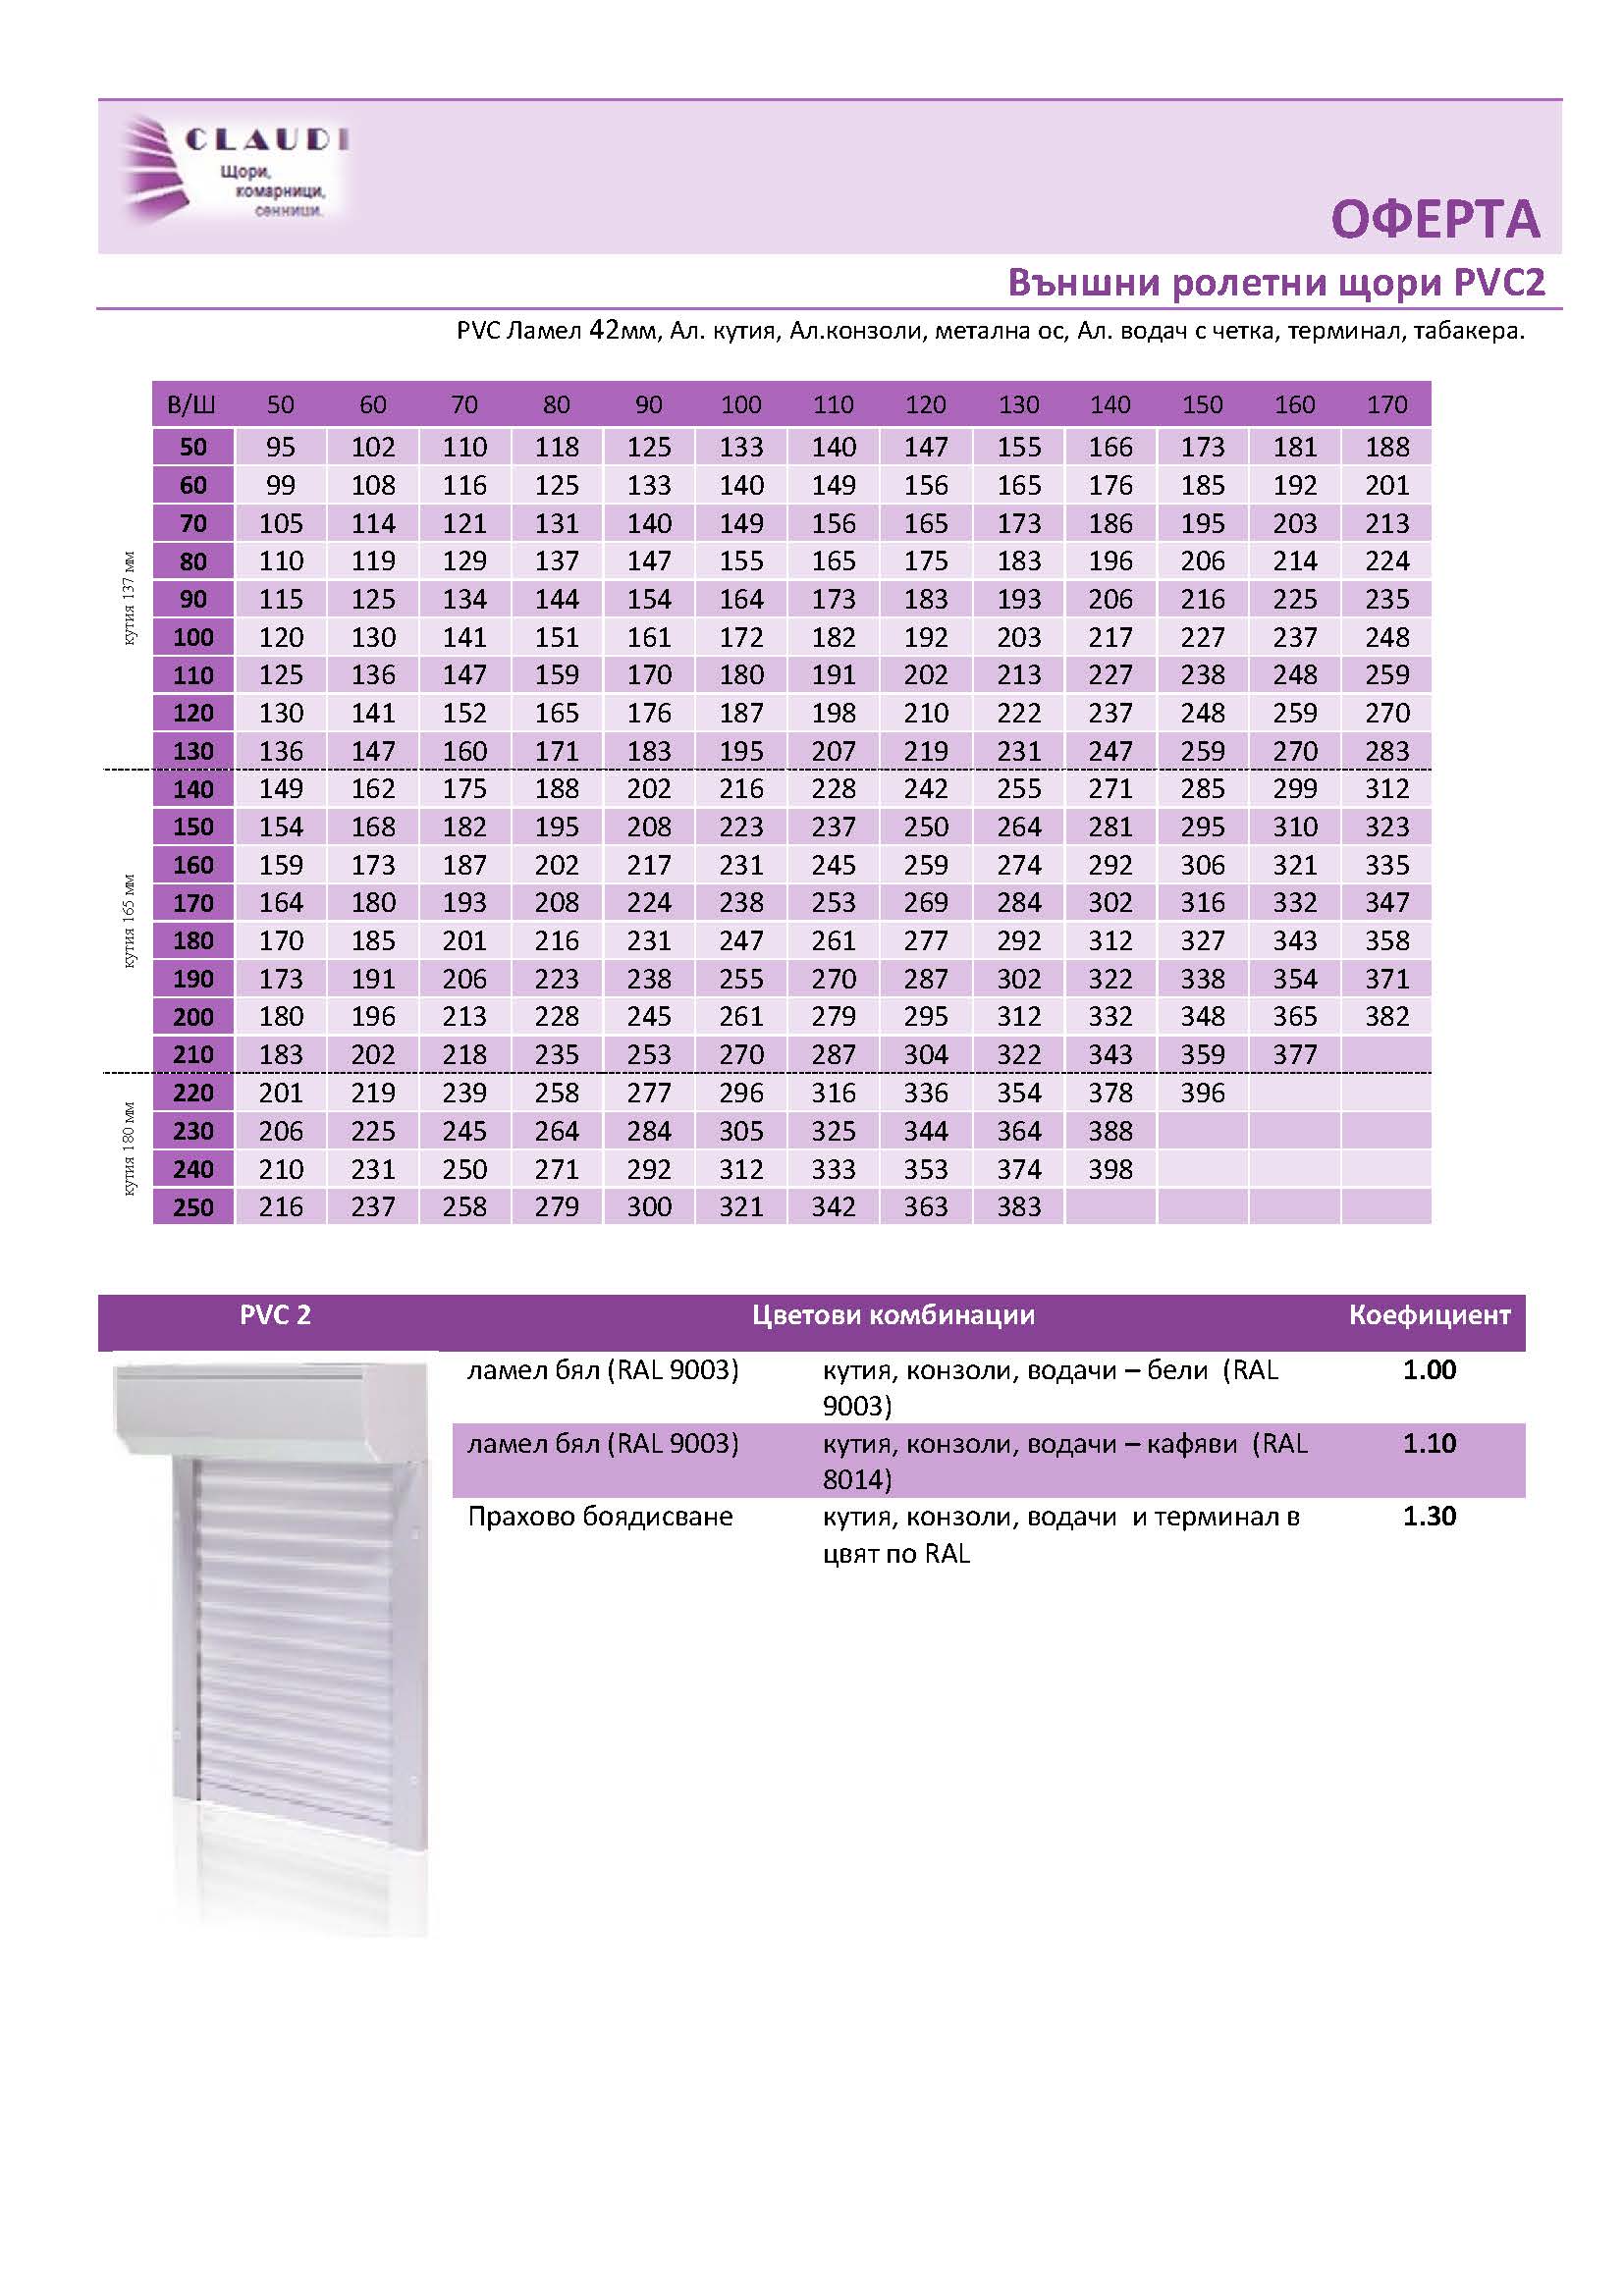 CLAUDI
Щори,
комарници,
сенници.
ОФЕРТА
Външни ролетни щори PVC2
PVC Ламел 42мм, Ал. кутия, Ал.конзоли, метална ос, Ал. водач с четка, терминал, табакера.
В/Ш 50 60 70 80 90 100 110 120 130 140 150 160 170
50 95 102 110 118 125 133 140 147 155 166 173 181 188
60 99 108 116 125 133 140 149 156 165 176 185 192 201
70 105 114 121 131 140 149 156 165 173 186 195 203 213
80 110 119 129 137 147 155 165 175 183 196 206 214 224
90 115 125 134 144 154 164 173 183 193 206 216 225 235
100 120 130 141 151 161 172 182 192 203 217 227 237 248
110 125 136 147 159 170 180 191 202 213 227 238 248 259
120 130 141 152 165 176 187 198 210 222 237 248 259 270
130 136 147 160 171 183 195 207 219 231 247 259 270 283
кутия 137 мм
140 149 162 175 188 202 216 228 242 255 271 285 299 312
150 154 168 182 195 208 223 237 250 264 281 295 310 323
160 159 173 187 202 217 231 245 259 274 292 306 321 335
170 164 180 193 208 224 238 253 269 284 302 316 332 347
180 170 185 201 216 231 247 261 277 292 312 327 343 358
190 173 191 206 223 238 255 270 287 302 322 338 354 371
200 180 196 213 228 245 261 279 295 312 332 348 365 382
210 183 202 218 235 253 270 287 304 322 343 359 377
кутия 165 мм
220 201 219 239 258 277 296 316 336 354 378 396
230 206 225 245 264 284 305 325 344 364 388
240 210 231 250 271 292 312 333 353 374 398
250 216 237 258 279 300 321 342 363 383
кутия 180 мм
PVC 2 Цветови комбинации Коефициент
ламел бял (RAL 9003) кутия, конзоли, водачи – бели (RAL 1.00
9003)
ламел бял (RAL 9003) кутия, конзоли, водачи – кафяви (RAL 1.10
8014)
Прахово боядисване кутия, конзоли, водачи и терминал в 1.30
цвят по RAL